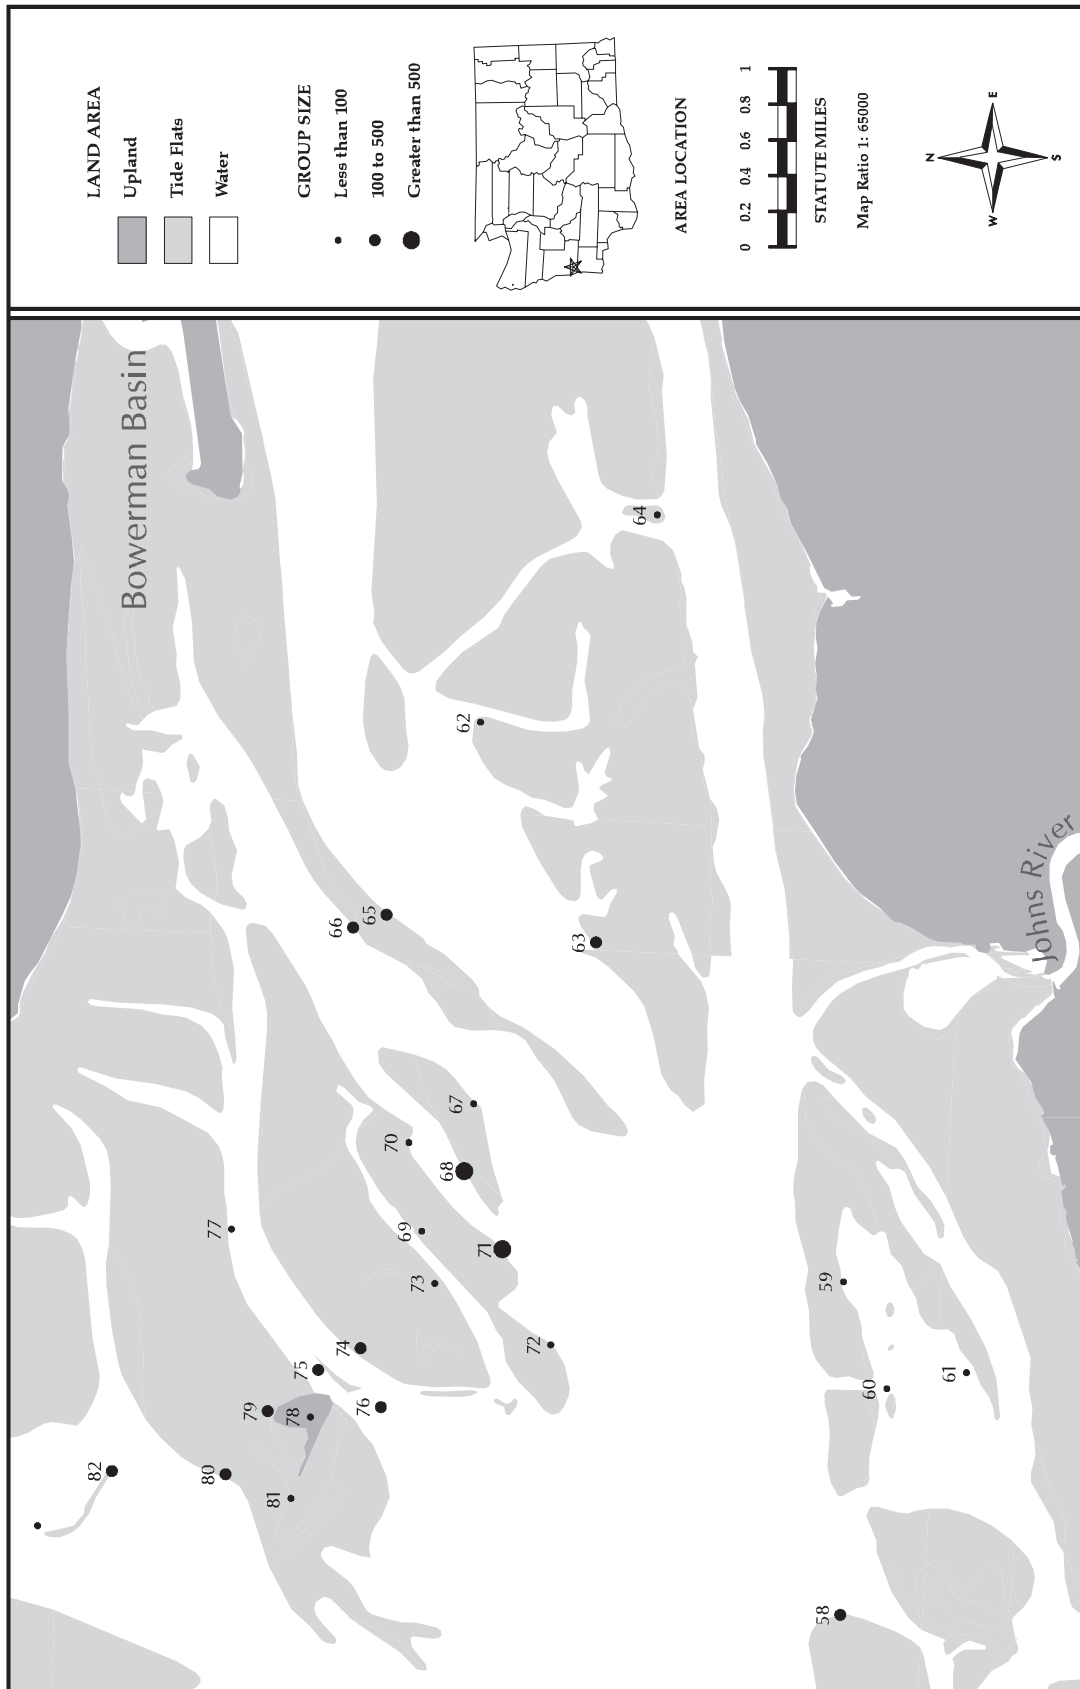 LAND AREA
Upland
Tide Flats
Water
GROUP SIZE
Less than 100
100 to 500
Greater than 500
AREA LOCATION
0 0.2 0.4 0.6 0.8 1
STATUTE MILES
Map Ratio 1: 65000
N
E
S
W
Bowerman Basin
Johns River
64
62
66
65
63
67
70
68
77
69
71
73
59
72
74
75
61
60
76
79
78
82
80
81
58